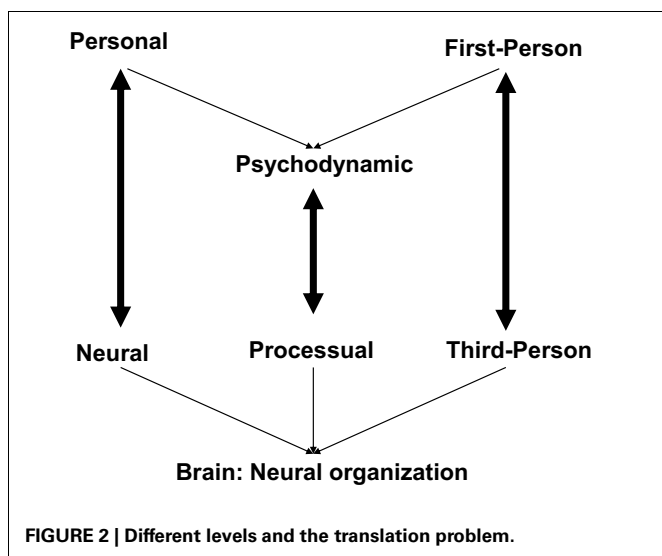 Personal
First-Person
Psychodynamic
Neural
Processual
Third-Person
Brain: Neural organization
FIGURE 2 | Different levels and the translation problem.